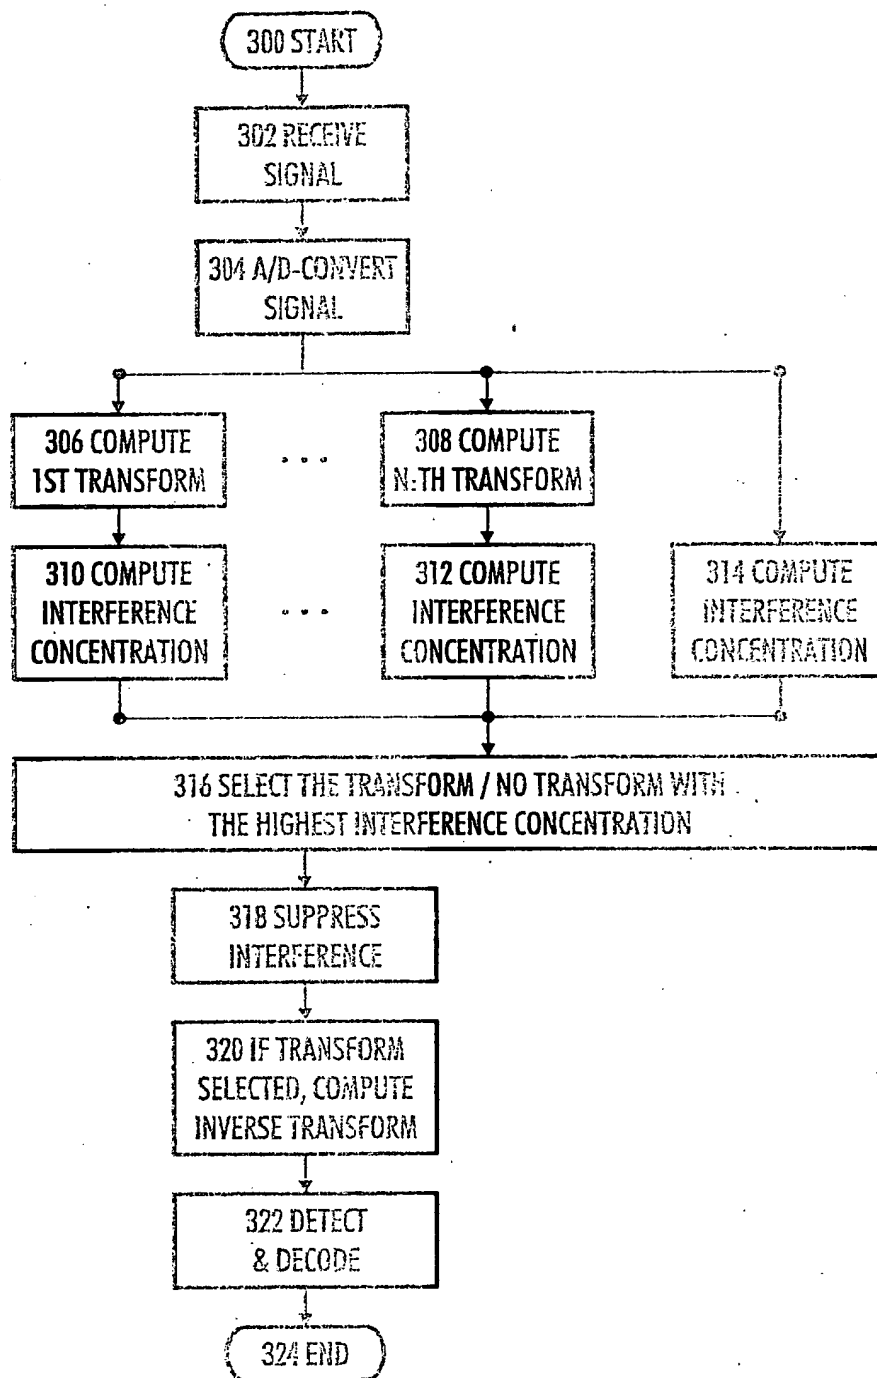 300 START
302 RECEIVE
SIGNAL
304 A/D-CONVERT
SIGNAL
306 COMPUTE
1ST TRANSFORM
. . .
308 COMPUTE
N:TH TRANSFORM
310 COMPUTE
INTERFERENCE
CONCENTRATION
. . .
312 COMPUTE
INTERFERENCE
CONCENTRATION
314 COMPUTE
INTERFERENCE
CONCENTRATION
316 SELECT THE TRANSFORM / NO TRANSFORM WITH
THE HIGHEST INTERFERENCE CONCENTRATION
318 SUPPRESS
INTERFERENCE
320 IF TRANSFORM
SELECTED, COMPUTE
INVERSE TRANSFORM
322 DETECT
& DECODE
324 END